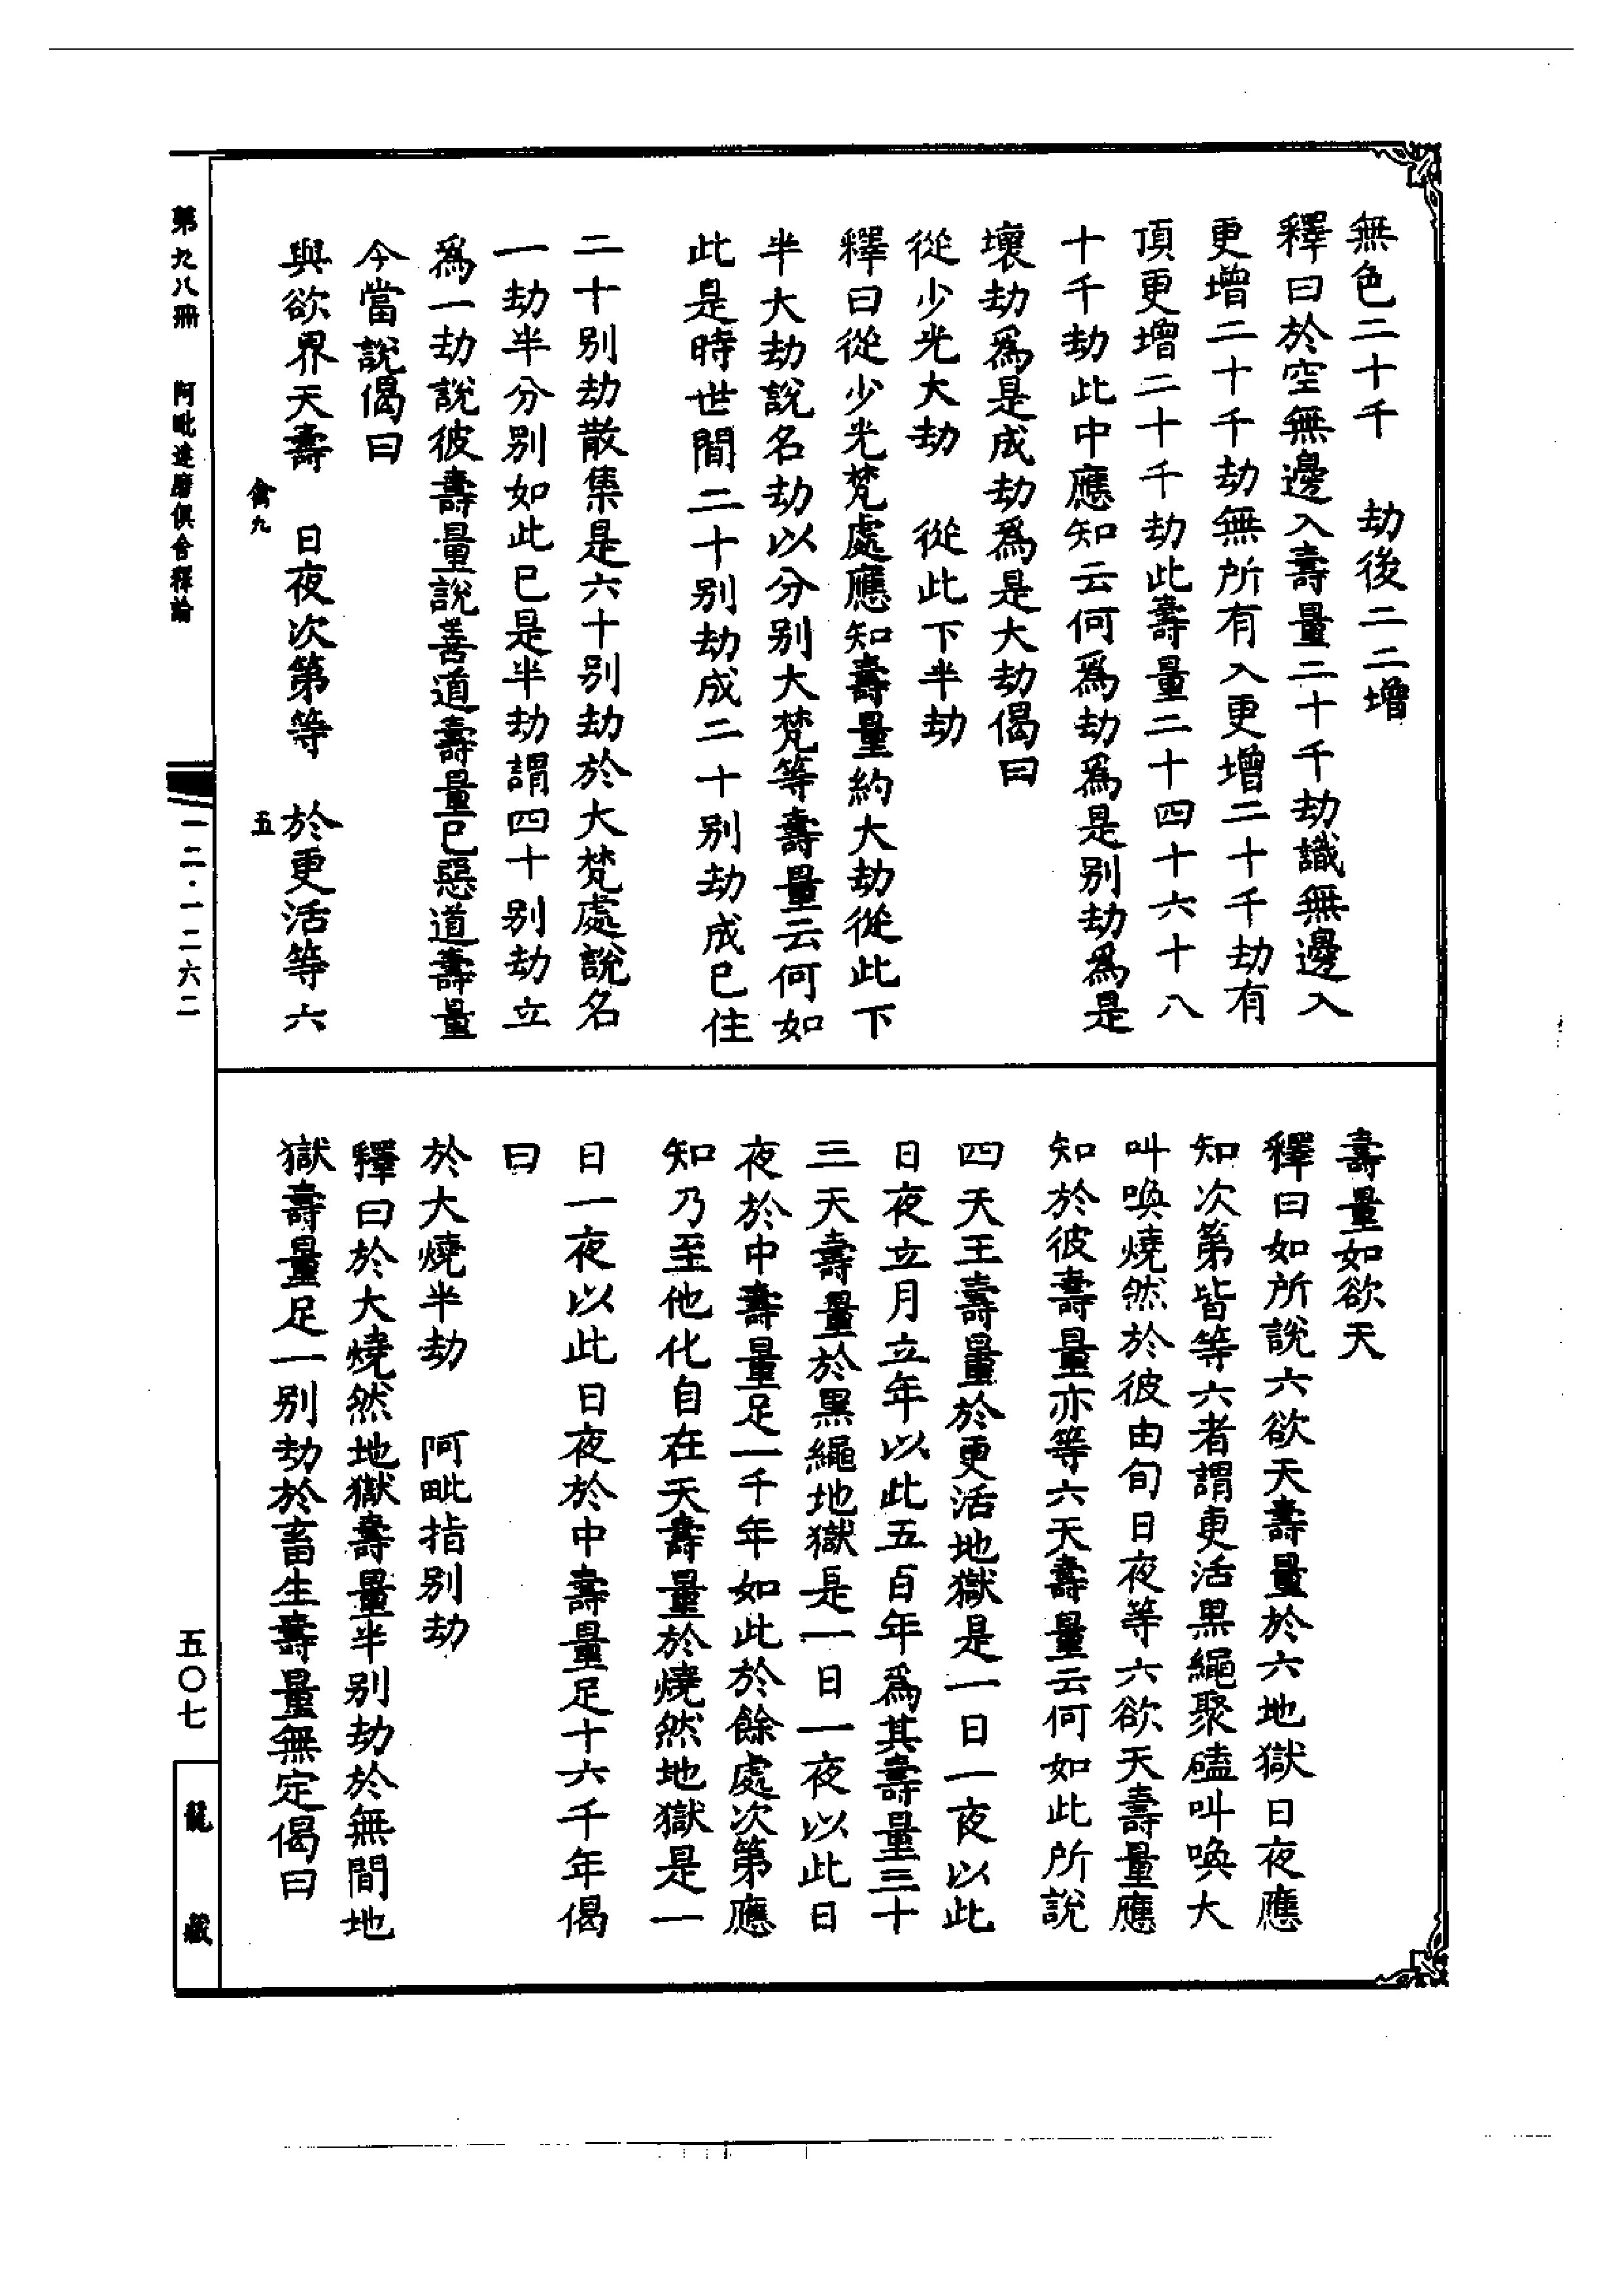 無色二十千　劫後二二增
釋曰於空無邊入壽量二十千劫識無邊入
更增二十千劫無所有入更增二十千劫有
頂更增二十千劫此壽量二十四十六十八
十千劫此中應知云何爲劫爲是別劫爲是
壞劫爲是成劫爲是大劫偈曰
從少光大劫　從此下半劫
釋曰從少光梵處應知壽量約大劫從此下
半大劫說名劫以分別大梵等壽量云何如
此是時世間二十別劫成二十別劫成已住
二十別劫散集是六十別劫於大梵處說名
一劫半分別如此已是半劫謂四十別劫立
爲一劫說彼壽量說善道壽量已惡道壽量
今當說偈曰
與欲界天壽　日夜次第等　於更活等六
禽九　五
壽量如欲天
釋曰如所說六欲天壽量於六地獄日夜應
知次第皆等六者謂更活黑繩聚磕叫喚大
叫喚燒然於彼由旬日夜等六欲天壽量應
知於彼壽量亦等六天壽量云何如此所說
四天王壽量於更活地獄是一日一夜以此
日夜立月立年以此五百年爲其壽量三十
三天壽量於黑繩地獄是一日一夜以此日
夜於中壽量足一千年如此於餘處次第應
知乃至他化自在天壽量於燒然地獄是一
日一夜以此日夜於中壽量足十六千年偈
曰
於大燒半劫　阿毗指別劫
釋曰於大燒然地獄壽量半別劫於無間地
獄壽量足一別劫於畜生壽量無定偈曰
第九八冊　阿毗達磨俱舍釋論
一二·一二六二
五〇七
龍藏